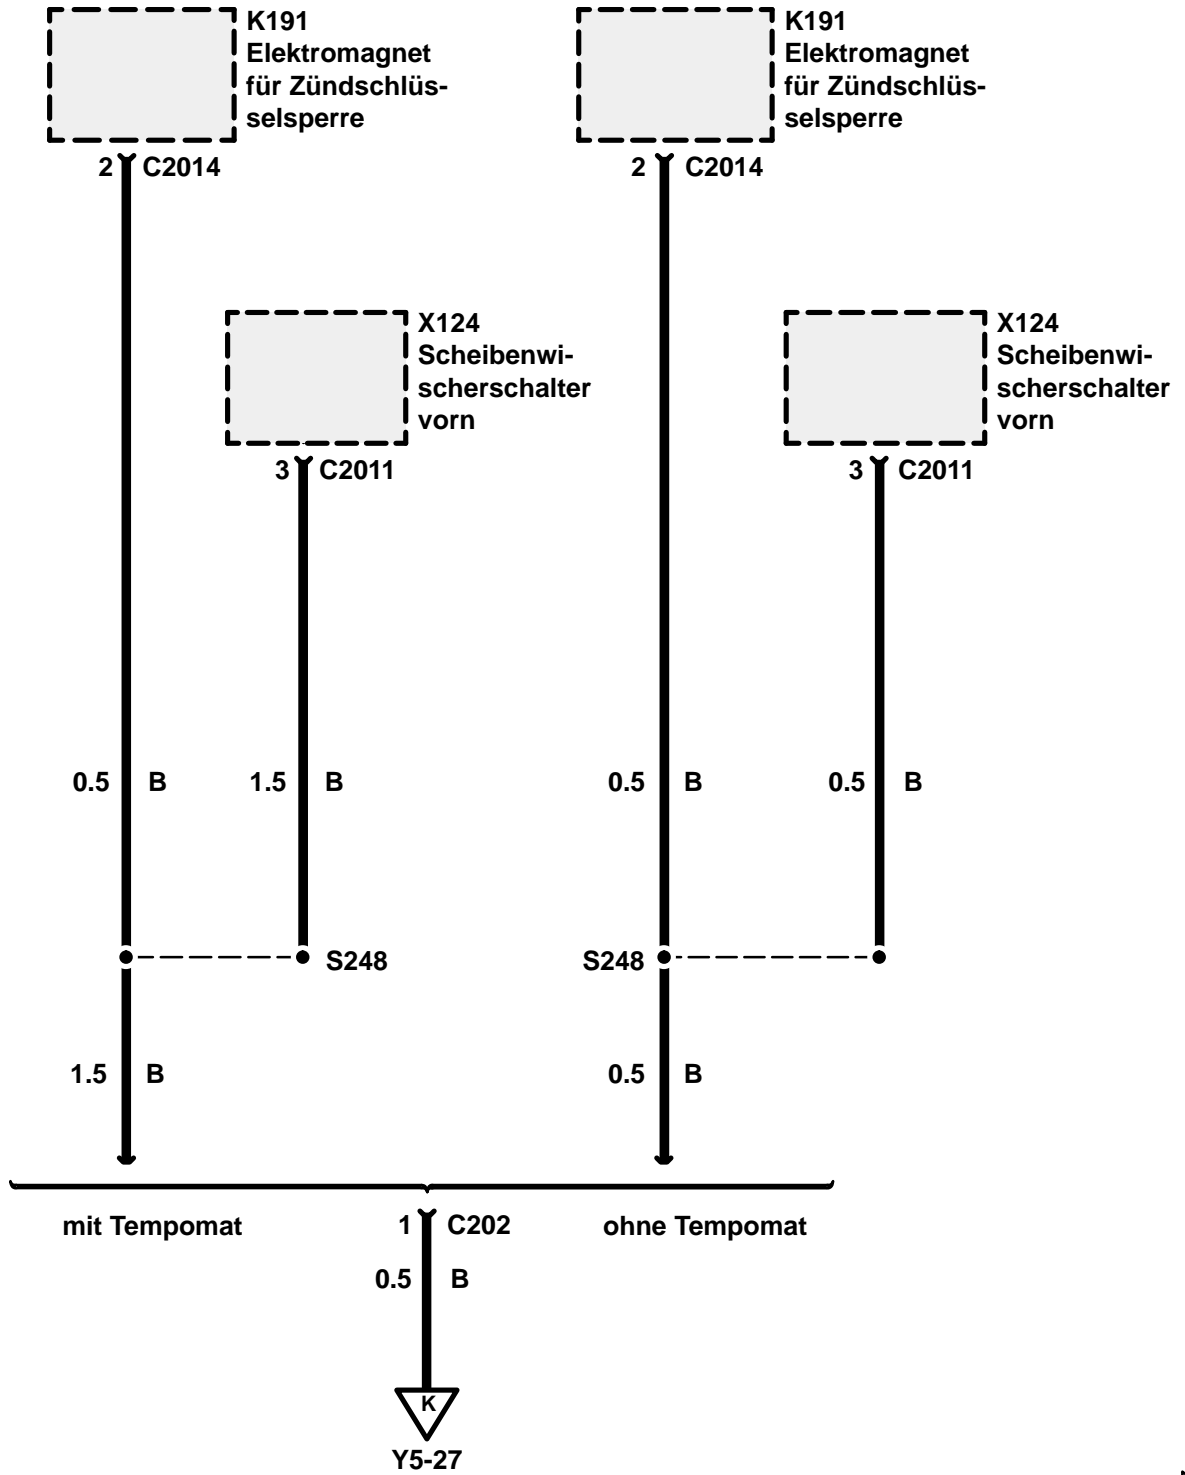 K191
Elektromagnet
für Zündschlüs-
selsperre
2 C2014
K191
Elektromagnet
für Zündschlüs-
selsperre
2 C2014
X124
Scheibenwi-
scherschalter
vorn
3 C2011
X124
Scheibenwi-
scherschalter
vorn
3 C2011
0.5 B 1.5 B 0.5 B 0.5 B
S248 S248
1.5 B 0.5 B
mit Tempomat 1 C202 ohne Tempomat
0.5 B
K
Y5-27